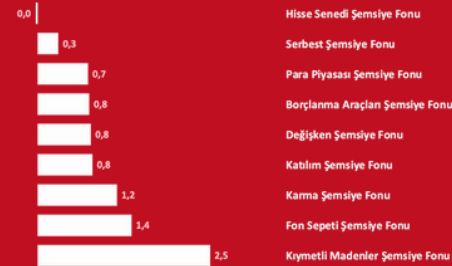 0,0 Hisse Senedi Şemsiye Fonu
0,3 Serbest Şemsiye Fonu
0,7 Para Piyasası Şemsiye Fonu
0,8 Borçlanma Araçları Şemsiye Fonu
0,8 Değişken Şemsiye Fonu
0,8 Katılım Şemsiye Fonu
1,2 Karma Şemsiye Fonu
1,4 Fon Sepeti Şemsiye Fonu
2,5 Kıymetli Madenler Şemsiye Fonu